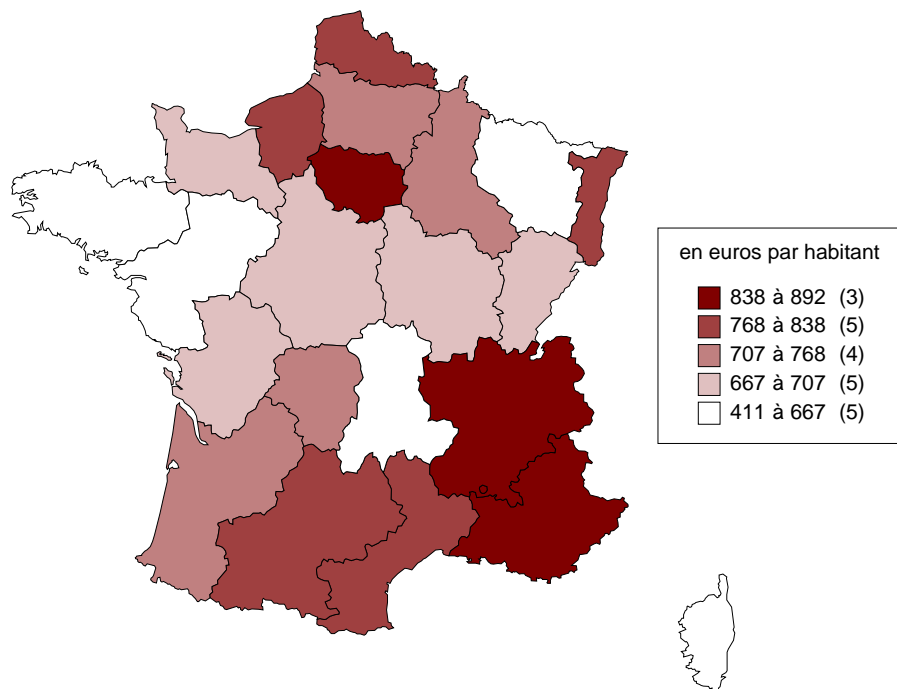 en euros par habitant
838 à 892 (3)
768 à 838 (5)
707 à 768 (4)
667 à 707 (5)
411 à 667 (5)